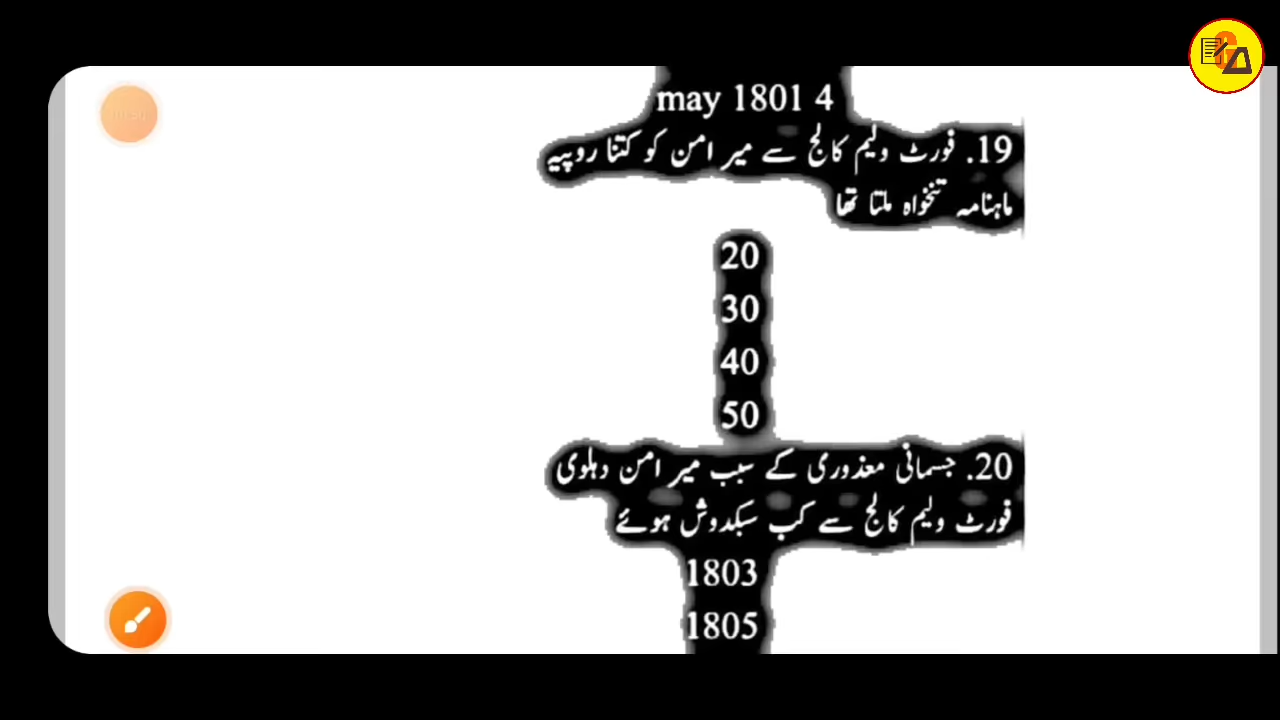 may 1801 4
19. فورٹ ولیم کالج سے میر امن کو کتنا روپیہ
ماہنامہ تنخواہ ملتا تھا
20
30
40
50
20. جسمانی معذوری کے سبب میر امن دہلوی
فورٹ ولیم کالج سے کب سبکدوش ہوئے
1803
1805